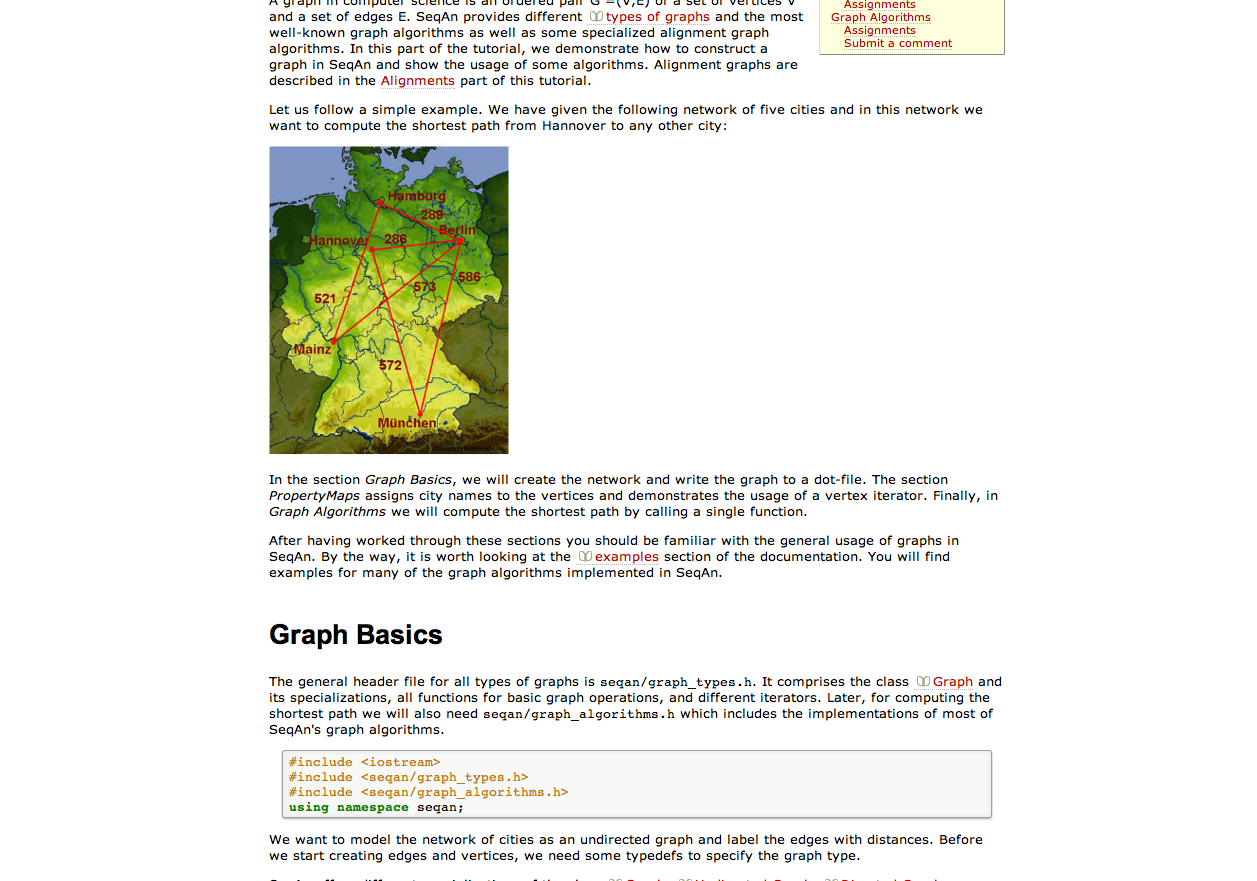 A graph in computer science is an ordered pair G =(V,E) of a set of vertices V
and a set of edges E. SeqAn provides different types of graphs and the most
well-known graph algorithms as well as some specialized alignment graph
algorithms. In this part of the tutorial, we demonstrate how to construct a
graph in SeqAn and show the usage of some algorithms. Alignment graphs are
described in the Alignments part of this tutorial.
Assignments
Graph Algorithms
Assignments
Submit a comment
Let us follow a simple example. We have given the following network of five cities and in this network we
want to compute the shortest path from Hannover to any other city:
Hamburg
289
Berlin
Hannover 286
586
573
521
Mainz
572
München
In the section Graph Basics, we will create the network and write the graph to a dot-file. The section
PropertyMaps assigns city names to the vertices and demonstrates the usage of a vertex iterator. Finally, in
Graph Algorithms we will compute the shortest path by calling a single function.
After having worked through these sections you should be familiar with the general usage of graphs in
SeqAn. By the way, it is worth looking at the examples section of the documentation. You will find
examples for many of the graph algorithms implemented in SeqAn.
Graph Basics
The general header file for all types of graphs is seqan/graph_types.h. It comprises the class Graph and
its specializations, all functions for basic graph operations, and different iterators. Later, for computing the
shortest path we will also need seqan/graph_algorithms.h which includes the implementations of most of
SeqAn's graph algorithms.
#include <iostream>
#include <seqan/graph_types.h>
#include <seqan/graph_algorithms.h>
using namespace seqan;
We want to model the network of cities as an undirected graph and label the edges with distances. Before
we start creating edges and vertices, we need some typedefs to specify the graph type.